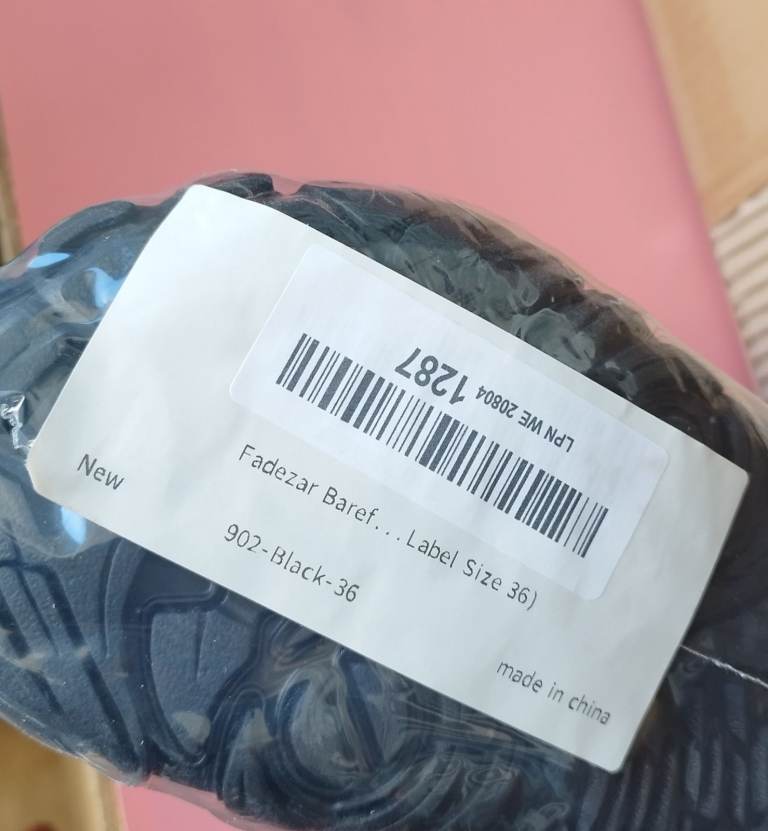 LPN WE 20804 1287
Fadezar Baref...Label Size 36)
New
902-Black-36
made in china